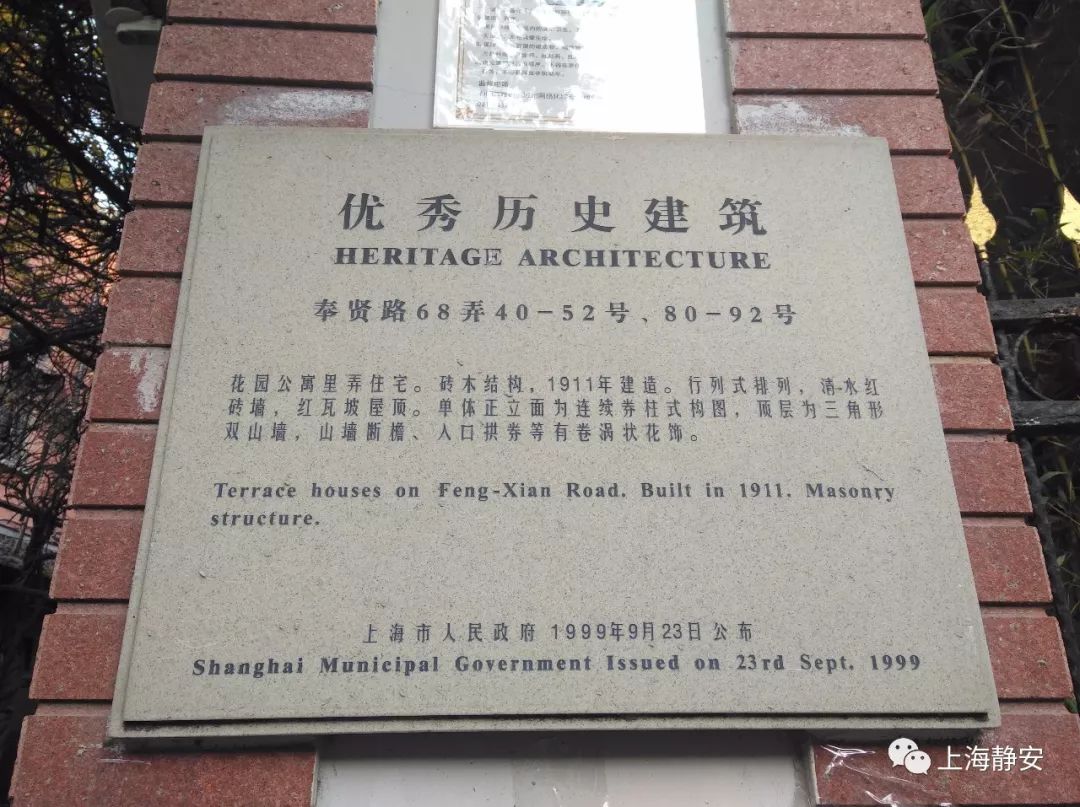 优秀历史建筑
HERITAGE ARCHITECTURE
奉贤路68弄40-52号、80-92号
花园公寓里弄住宅。砖木结构，1911年建造。行列式排列，清水红
砖墙，红瓦坡屋顶。单体正立面为连续券柱式构图，顶层为三角形
双山墙，山墙断檐、入口拱券等有卷涡状花饰。
Terrace houses on Feng-Xian Road. Built in 1911. Masonry
structure.
上海市人民政府 1999年9月23日公布
Shanghai Municipal Government Issued on 23rd Sept. 1999
上海静安